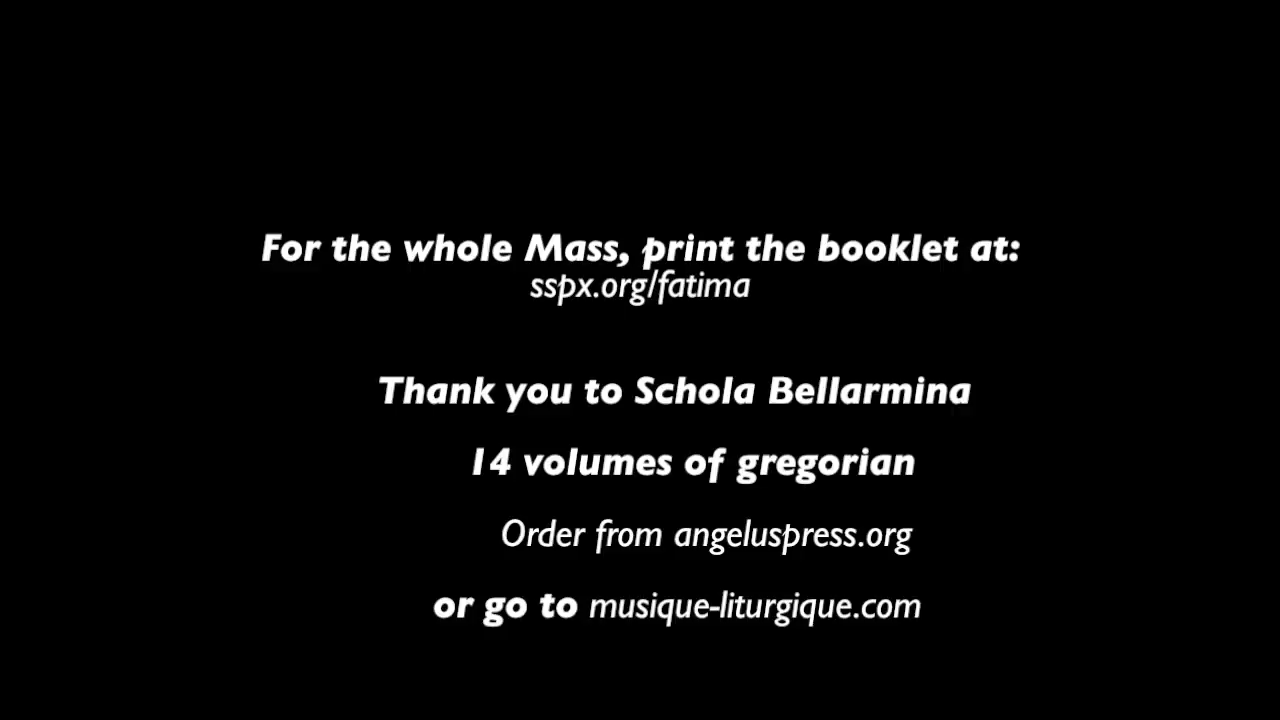 For the whole Mass, print the booklet at:
sspx.org/fatima
Thank you to Schola Bellarmina
14 volumes of gregorian
Order from angeluspress.org
or go to musique-liturgique.com